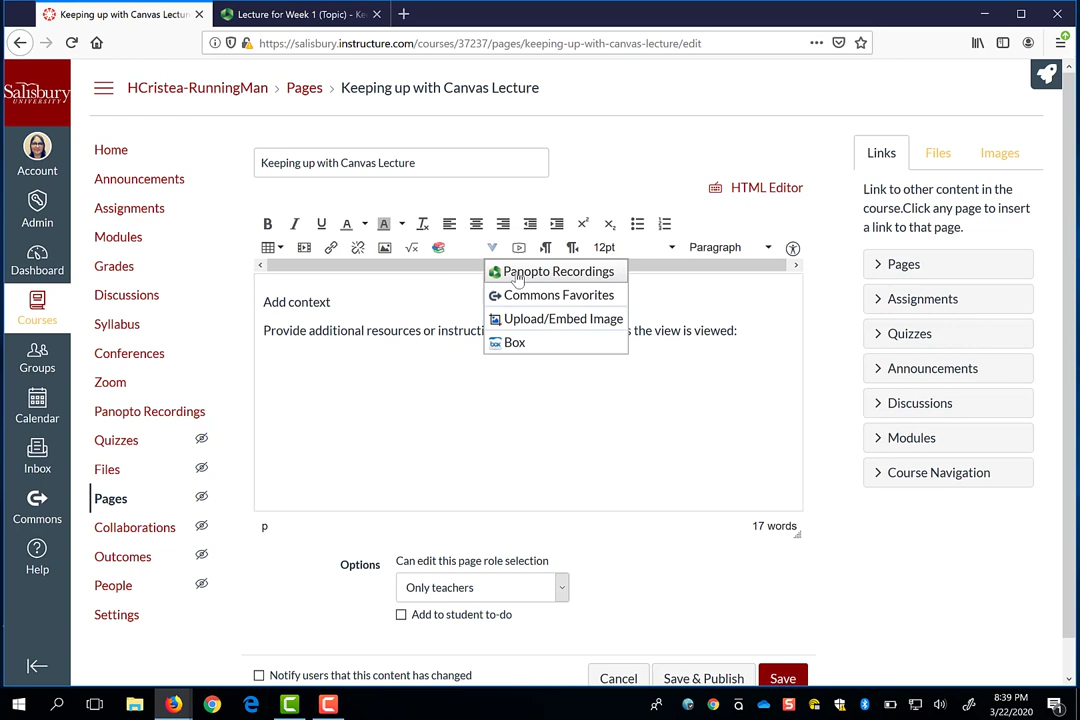 Keeping up with Canvas Lectur
Lecture for Week 1 (Topic) - Ke
https://salisbury.instructure.com/courses/37237/pages/keeping-up-with-canvas-lecture/edit
Salisbury
UNIVERSITY
HCristea-RunningMan > Pages > Keeping up with Canvas Lecture
Account
Admin
Dashboard
Courses
Groups
Calendar
Inbox
Commons
Help
Home
Announcements
Assignments
Modules
Grades
Discussions
Syllabus
Conferences
Zoom
Panopto Recordings
Quizzes
Files
Pages
Collaborations
Outcomes
People
Settings
Keeping up with Canvas Lecture
HTML Editor
12pt
Paragraph
Panopto Recordings
Commons Favorites
Upload/Embed Image
box Box
Add context
Provide additional resources or instructi s the view is viewed:
p
17 words
Options
Can edit this page role selection
Only teachers
Add to student to-do
Notify users that this content has changed
Cancel
Save & Publish
Save
Links
Files
Images
Link to other content in the
course.Click any page to insert
a link to that page.
Pages
Assignments
Quizzes
Announcements
Discussions
Modules
Course Navigation
8:39 PM
3/22/2020